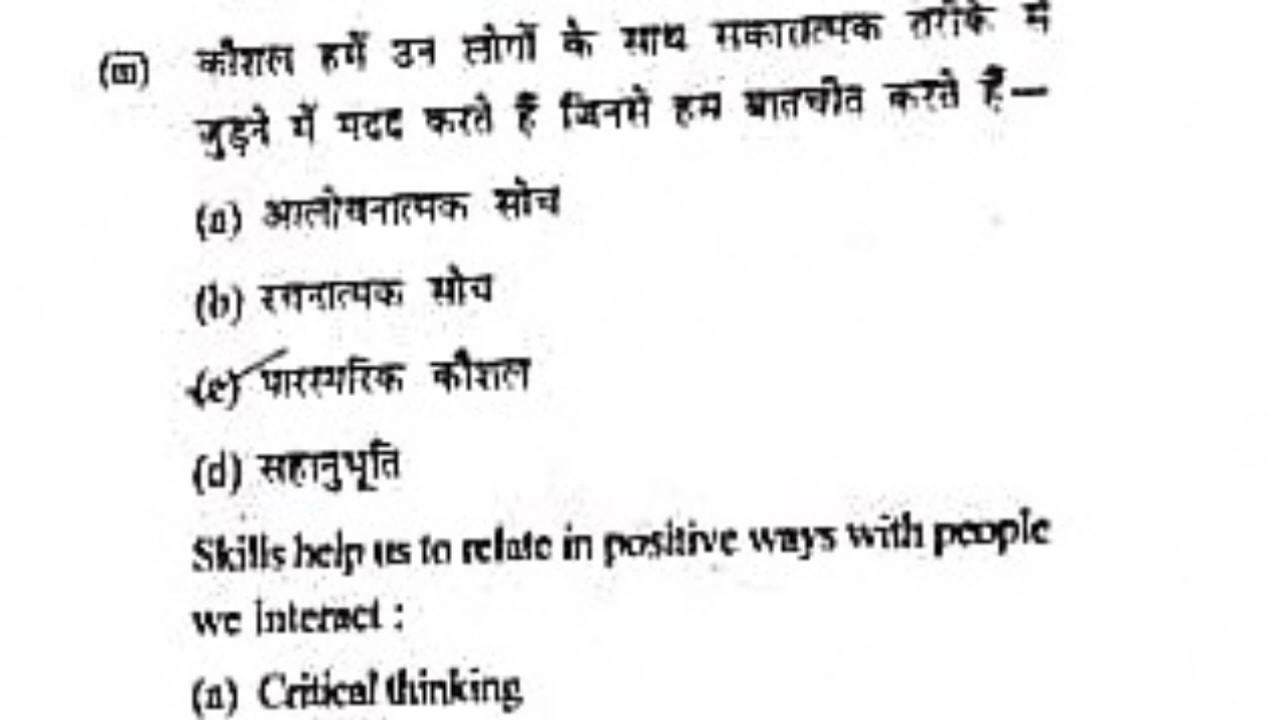 कौशल हमें उन लोगों के साथ सकारात्मक तरीके में
जुड़ने में मदद करते हैं जिनसे हम बातचीत करते हैं—
(a) आलोचनात्मक सोच
(b) रचनात्मक सोच
(c) पारस्परिक कौशल
(d) सहानुभूति
Skills help us to relate in positive ways with people
we interact :
(a) Critical thinking